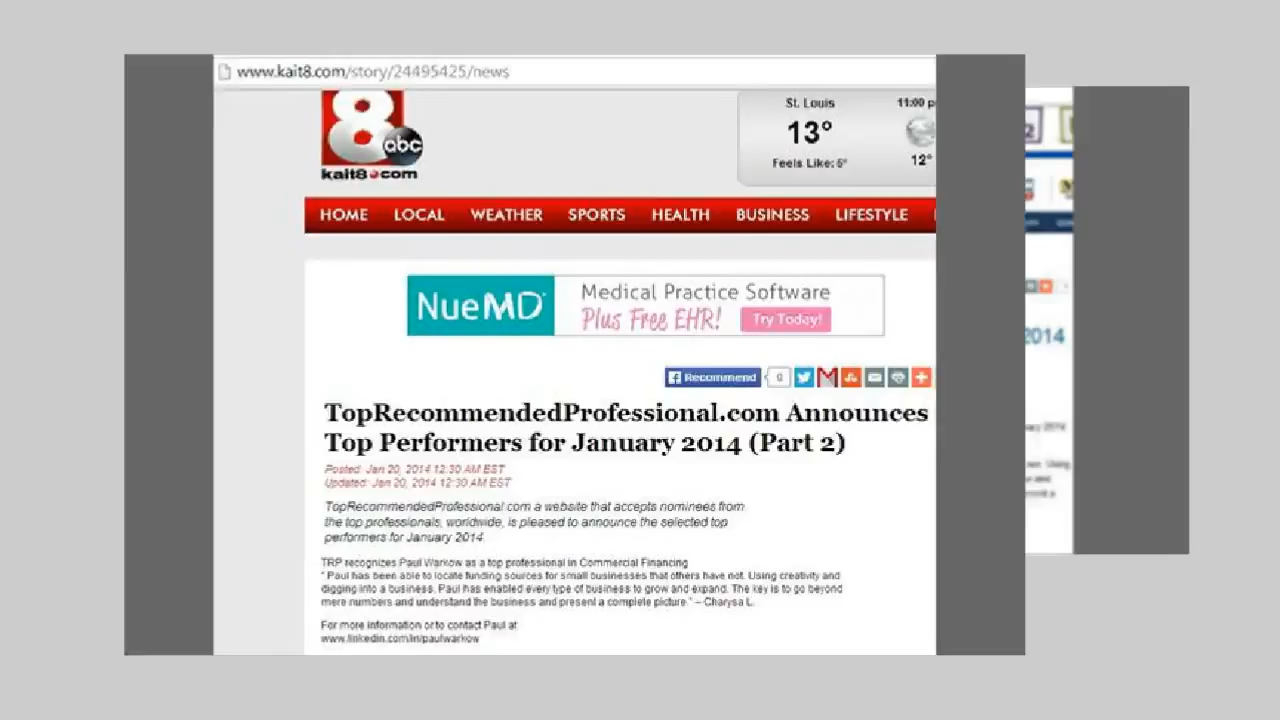 www.kait8.com/story/24495425/news
8
abc
kait8.com
St. Louis
13°
Feels Like: 6°
11:00 p
12°
HOME LOCAL WEATHER SPORTS HEALTH BUSINESS LIFESTYLE
NueMD
Medical Practice Software
Plus Free EHR! Try Today!
Recommend 0
2014
TopRecommendedProfessional.com Announces
Top Performers for January 2014 (Part 2)
Posted: Jan 20, 2014 12:30 AM EST
Updated: Jan 20, 2014 12:30 AM EST
TopRecommendedProfessional.com a website that accepts nominees from
the top professionals, worldwide, is pleased to announce the selected top
performers for January 2014.
TRP recognizes Paul Warkow as a top professional in Commercial Financing
" Paul has been able to locate funding sources for small businesses that others have not. Using creativity and
digging into a business, Paul has enabled every type of business to grow and expand. The key is to go beyond
mere numbers and understand the business and present a complete picture." – Charysa L.
For more information or to contact Paul at
www.linkedin.com/in/paulwarkow